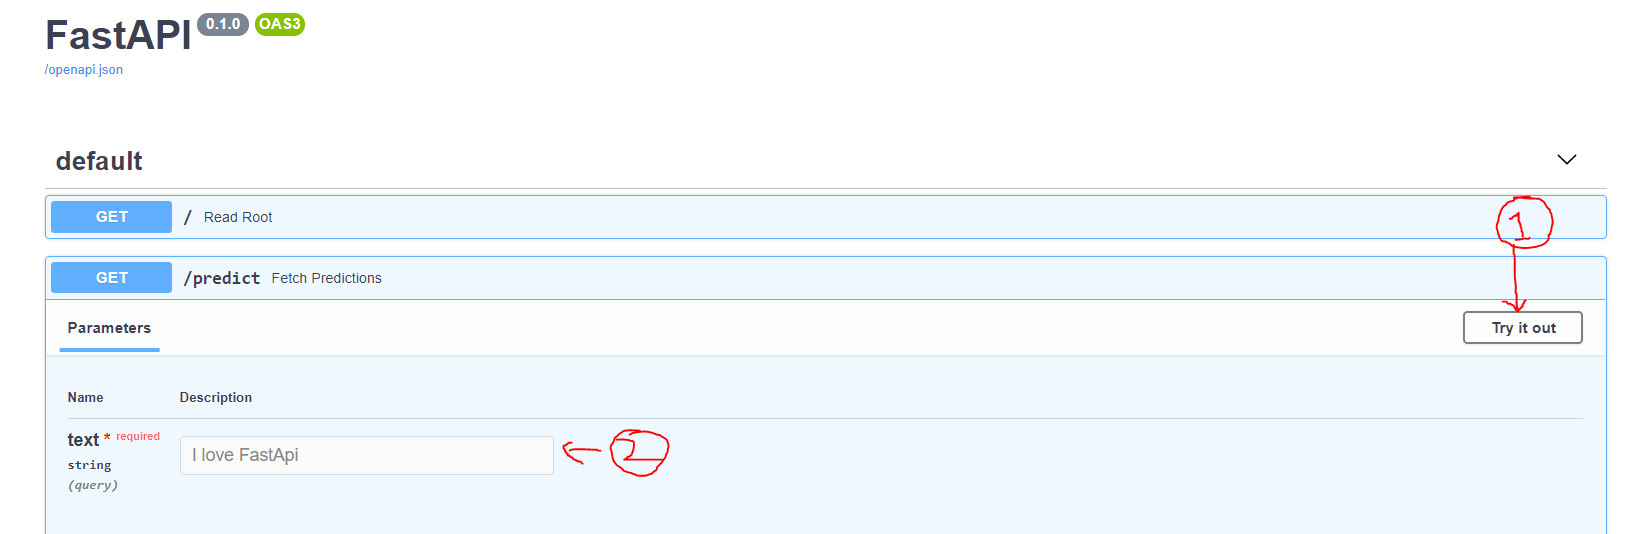 FastAPI 0.1.0 OAS3
/openapi.json
default
GET / Read Root
1
GET /predict Fetch Predictions
Parameters
Try it out
Name Description
text * required
I love FastApi
2
string
(query)